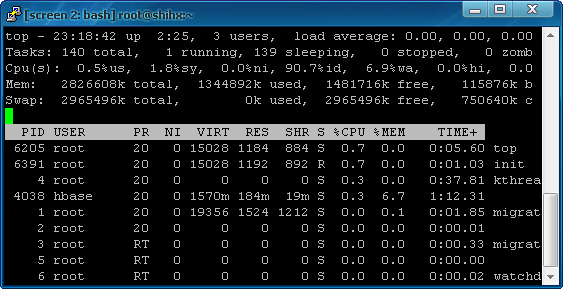 [screen 2: bash] root@shihx:~
top - 23:18:42 up  2:25,  3 users,  load average: 0.00, 0.00, 0.00
Tasks: 140 total,   1 running, 139 sleeping,   0 stopped,   0 zomb
Cpu(s):  0.5%us,  1.8%sy,  0.0%ni, 90.7%id,  6.9%wa,  0.0%hi,  0.0
Mem:   2826608k total,  1344892k used,  1481716k free,   115876k b
Swap:  2965496k total,        0k used,  2965496k free,   750640k c
  PID USER      PR  NI  VIRT  RES  SHR S %CPU %MEM    TIME+
 6205 root      20   0 15028 1184  884 S  0.7  0.0   0:05.60 top
 6391 root      20   0 15028 1192  892 R  0.7  0.0   0:01.03 init
    4 root      20   0     0    0    0 S  0.3  0.0   0:37.81 kthrea
 4038 hbase     20   0 1570m 184m  19m S  0.3  6.7   1:12.31
    1 root      20   0 19356 1524 1212 S  0.0  0.1   0:01.85 migrat
    2 root      20   0     0    0    0 S  0.0  0.0   0:00.01
    3 root      RT   0     0    0    0 S  0.0  0.0   0:00.33 migrat
    5 root      RT   0     0    0    0 S  0.0  0.0   0:00.00
    6 root      RT   0     0    0    0 S  0.0  0.0   0:00.02 watchd